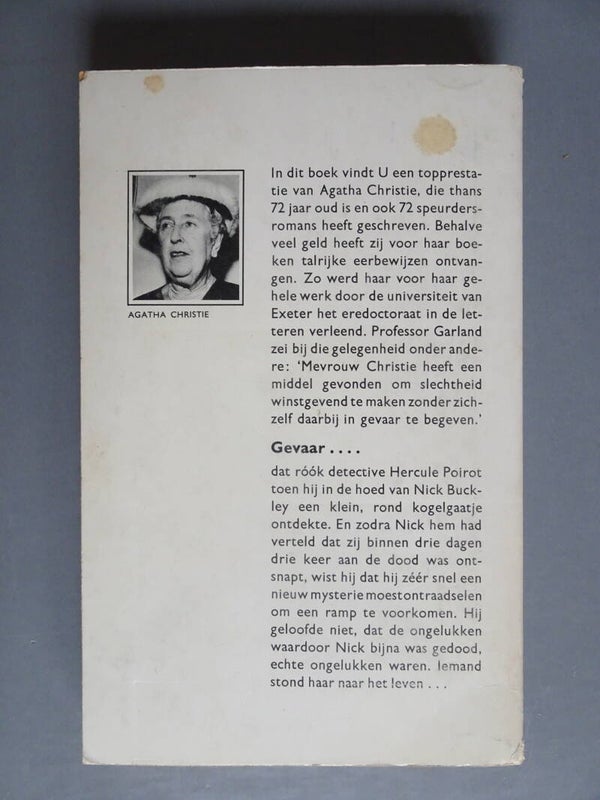 AGATHA CHRISTIE
In dit boek vindt U een toppresta-
tie van Agatha Christie, die thans
72 jaar oud is en ook 72 speurders-
romans heeft geschreven. Behalve
veel geld heeft zij voor haar boe-
ken talrijke eerbewijzen ontvan-
gen. Zo werd haar voor haar ge-
hele werk door de universiteit van
Exeter het eredoctoraat in de let-
teren verleend. Professor Garland
zei bij die gelegenheid onder ande-
re: ‘Mevrouw Christie heeft een
middel gevonden om slechtheid
winstgevend te maken zonder zich-
zelf daarbij in gevaar te begeven.’
Gevaar . . . .
dat róók detective Hercule Poirot
toen hij in de hoed van Nick Buck-
ley een klein, rond kogelgaatje
ontdekte. En zodra Nick hem had
verteld dat zij binnen drie dagen
drie keer aan de dood was ont-
snapt, wist hij dat hij zéér snel een
nieuw mysterie moest ontraadselen
om een ramp te voorkomen. Hij
geloofde niet, dat de ongelukken
waardoor Nick bijna was gedood,
echte ongelukken waren. Iemand
stond haar naar het leven . . .